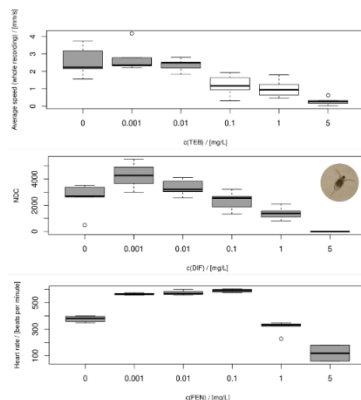 Average speed (whole recording) / [mm/s]
4
3
2
1
0
0 0.001 0.01 0.1 1 5
c(TEB) / [mg/L]
NDC
4000
2000
0
0 0.001 0.01 0.1 1 5
c(DIF) / [mg/L]
Heart rate / [beats per minute]
500
300
100
0 0.001 0.01 0.1 1 5
c(FEN) / [mg/L]